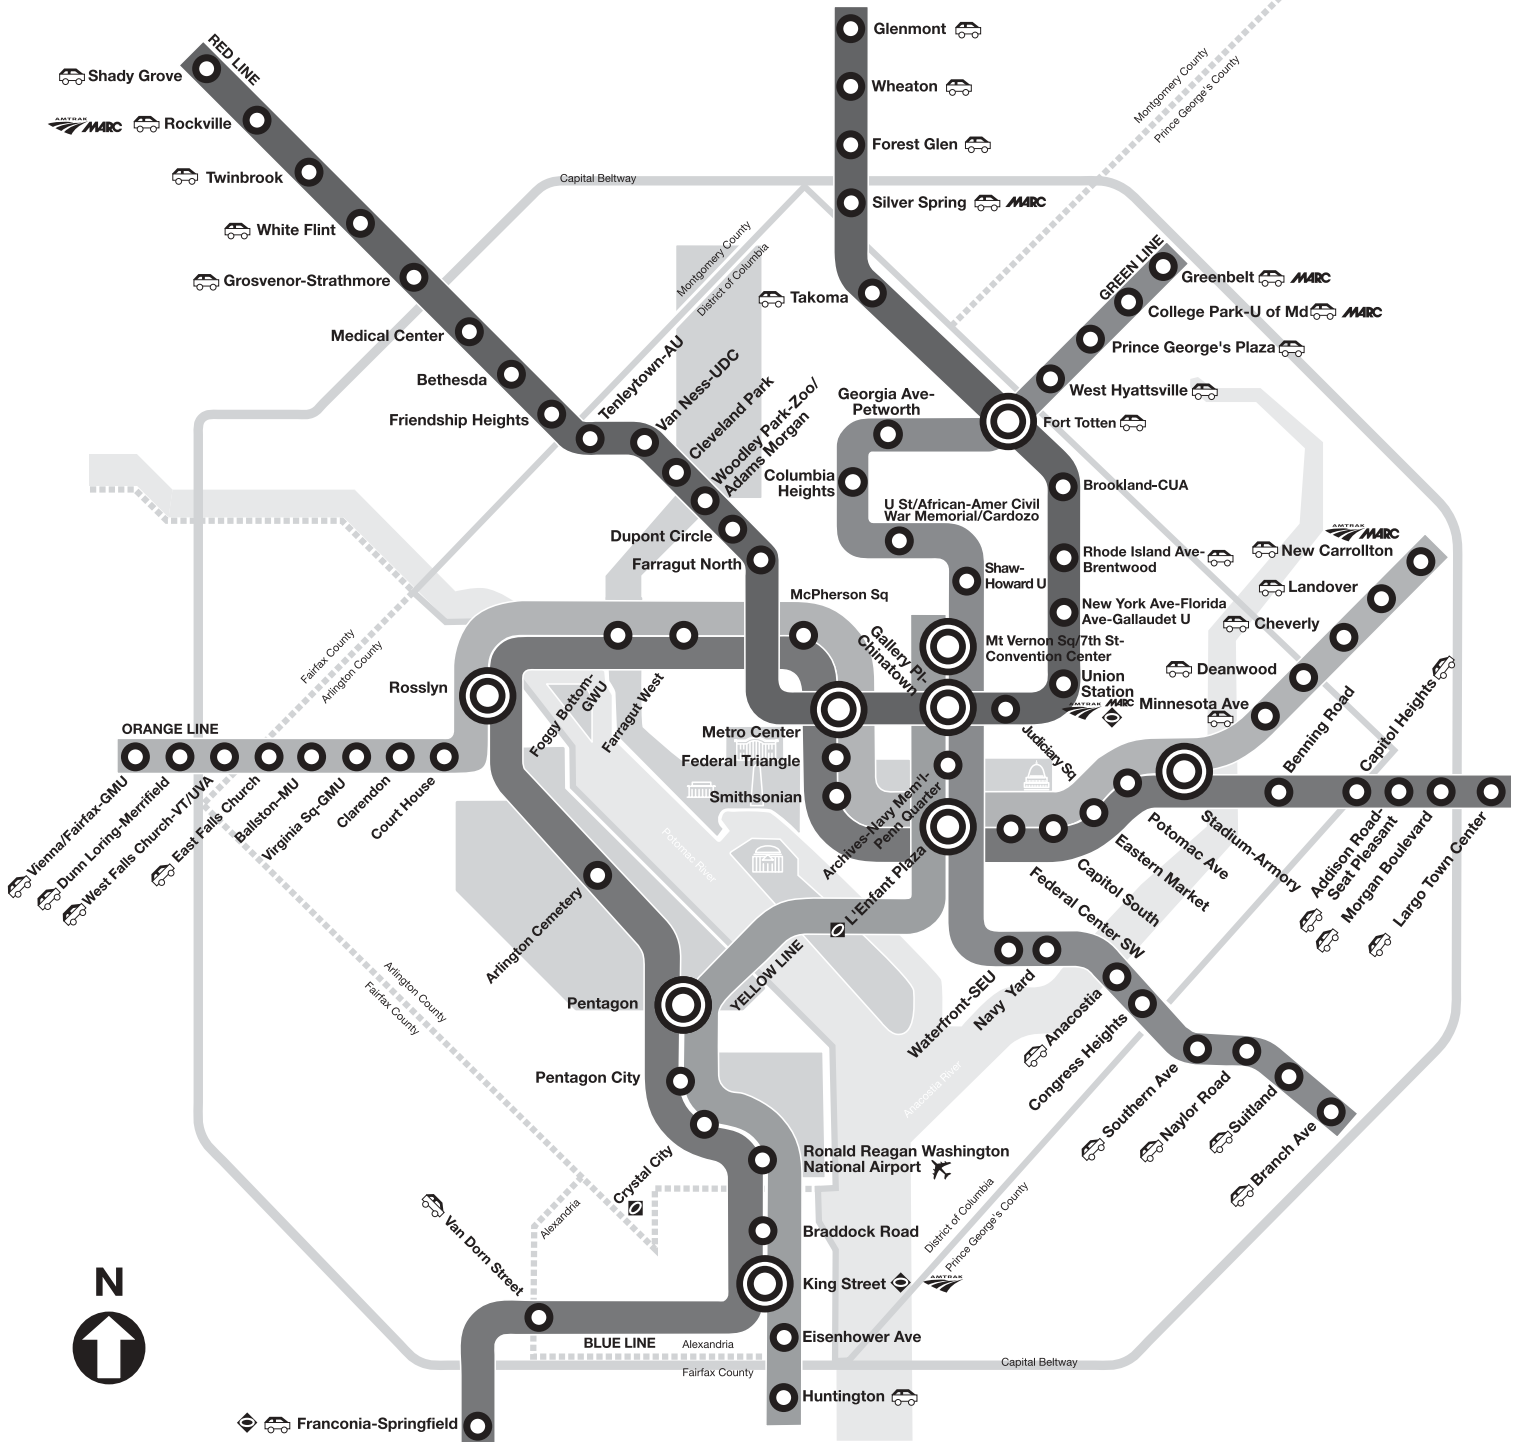 Glenmont
RED LINE
Shady Grove
Wheaton
Montgomery County
Prince George's County
AMTRAK
MARC
Rockville
Forest Glen
Twinbrook
Capital Beltway
Silver Spring
MARC
White Flint
Montgomery County
District of Columbia
GREEN LINE
Greenbelt
MARC
Grosvenor-Strathmore
Takoma
College Park-U of Md
MARC
Medical Center
Prince George's Plaza
Bethesda
West Hyattsville
Friendship Heights
Tenleytown-AU
Van Ness-UDC
Cleveland Park
Woodley Park-Zoo/
Adams Morgan
Georgia Ave-
Petworth
Fort Totten
Columbia
Heights
Brookland-CUA
U St/African-Amer Civil
War Memorial/Cardozo
Dupont Circle
Farragut North
AMTRAK
MARC
New Carrollton
Rhode Island Ave-
Brentwood
Shaw-
Howard U
Landover
McPherson Sq
New York Ave-Florida
Ave-Gallaudet U
Cheverly
Fairfax County
Arlington County
Gallery Pl-
Chinatown
Mt Vernon Sq/7th St-
Convention Center
Deanwood
Rosslyn
Union
Station
AMTRAK
MARC
Minnesota Ave
Foggy Bottom-
GWU
Farragut West
ORANGE LINE
Metro Center
Judiciary Sq
Benning Road
Capitol Heights
Federal Triangle
Smithsonian
Archives-Navy Mem'l-
Penn Quarter
Vienna/Fairfax-GMU
Dunn Loring-Merrifield
West Falls Church-VT/UVA
East Falls Church
Ballston-MU
Virginia Sq-GMU
Clarendon
Court House
Potomac River
L'Enfant Plaza
Federal Center SW
Capitol South
Eastern Market
Potomac Ave
Stadium-Armory
Addison Road-
Seat Pleasant
Morgan Boulevard
Largo Town Center
Arlington Cemetery
Arlington County
Fairfax County
Pentagon
YELLOW LINE
Waterfront-SEU
Navy Yard
Anacostia
Congress Heights
Pentagon City
Anacostia River
Southern Ave
Naylor Road
Suitland
Branch Ave
Crystal City
Ronald Reagan Washington
National Airport
Van Dorn Street
Alexandria
District of Columbia
Prince George's County
Braddock Road
King Street
AMTRAK
N
BLUE LINE
Alexandria
Eisenhower Ave
Fairfax County
Capital Beltway
Huntington
Franconia-Springfield